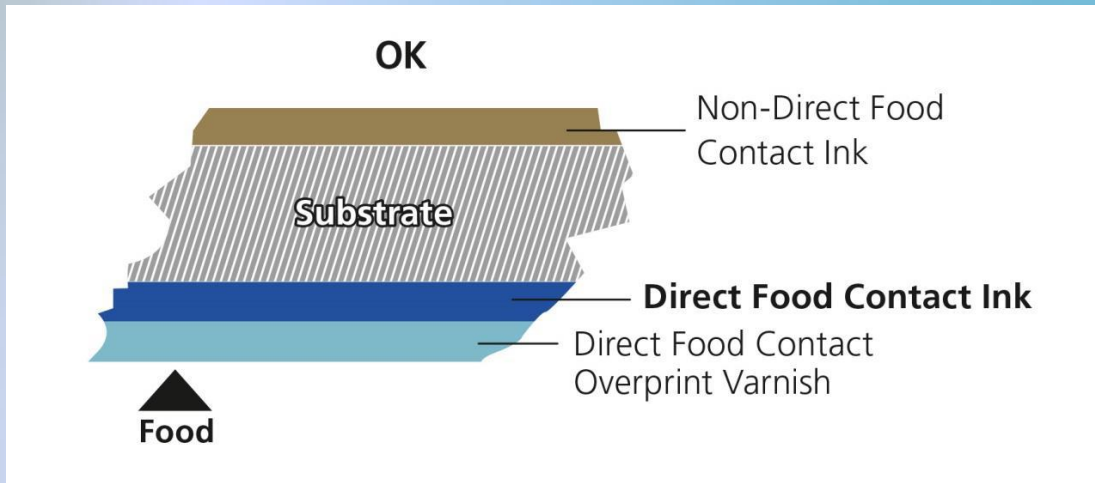 OK
Non-Direct Food
Contact Ink
Substrate
Direct Food Contact Ink
Direct Food Contact
Overprint Varnish
Food